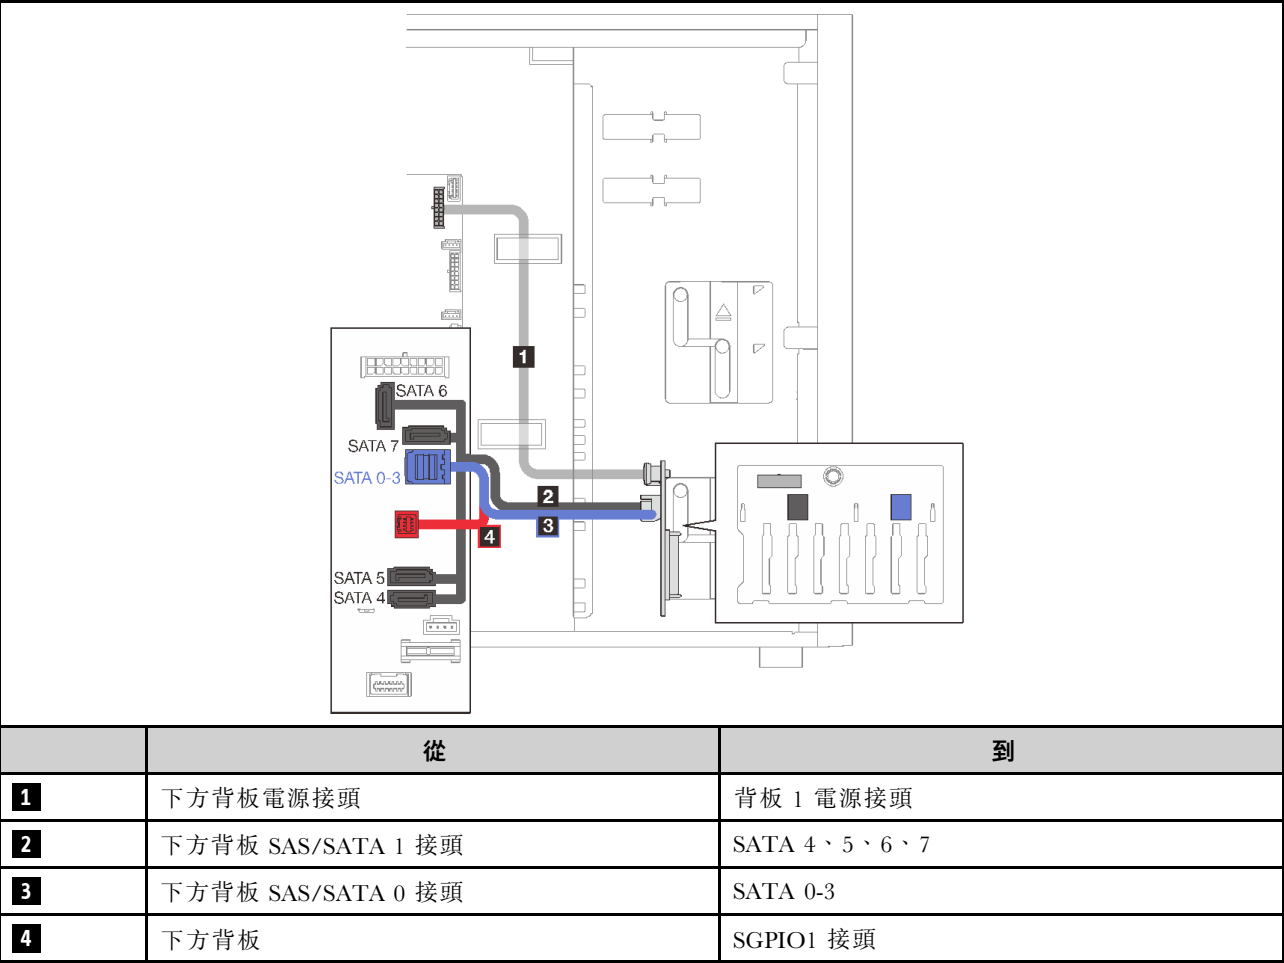 1
SATA 6
SATA 7
SATA 0-3
2
3
4
SATA 5
SATA 4
從 到
1 下方背板電源接頭 背板 1 電源接頭
2 下方背板 SAS/SATA 1 接頭 SATA 4、5、6、7
3 下方背板 SAS/SATA 0 接頭 SATA 0-3
4 下方背板 SGPIO1 接頭